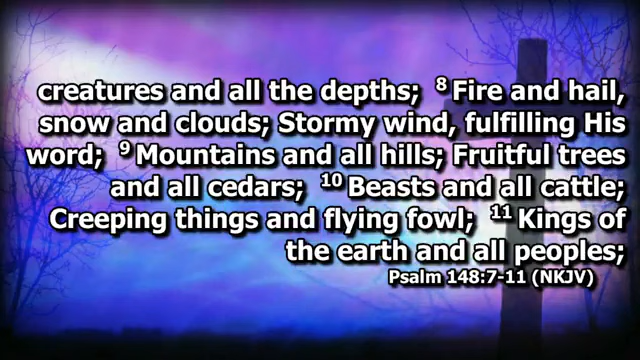 creatures and all the depths; 8 Fire and hail,
snow and clouds; Stormy wind, fulfilling His
word; 9 Mountains and all hills; Fruitful trees
and all cedars; 10 Beasts and all cattle;
Creeping things and flying fowl; 11 Kings of
the earth and all peoples;
Psalm 148:7-11 (NKJV)